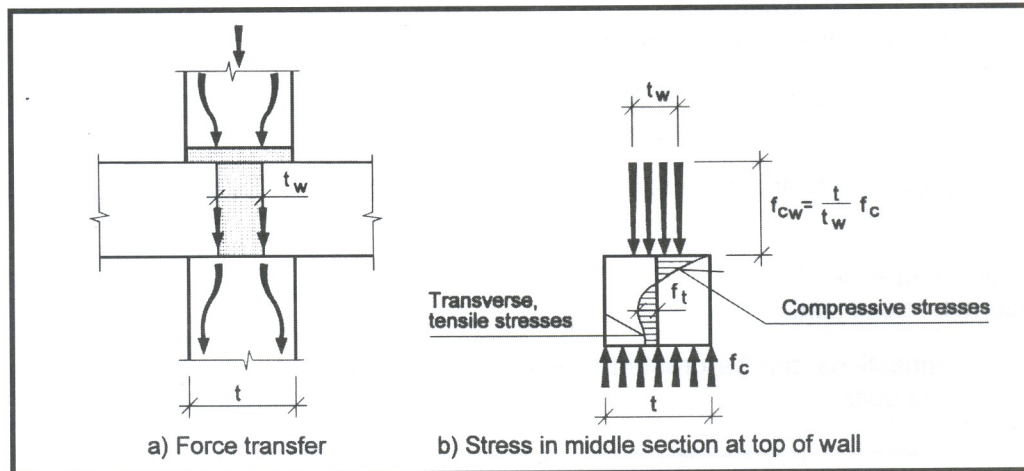 t_w
t
a) Force transfer
t_w
f_cw = t/t_w f_c
Transverse,
tensile stresses
f_t
Compressive stresses
f_c
t
b) Stress in middle section at top of wall